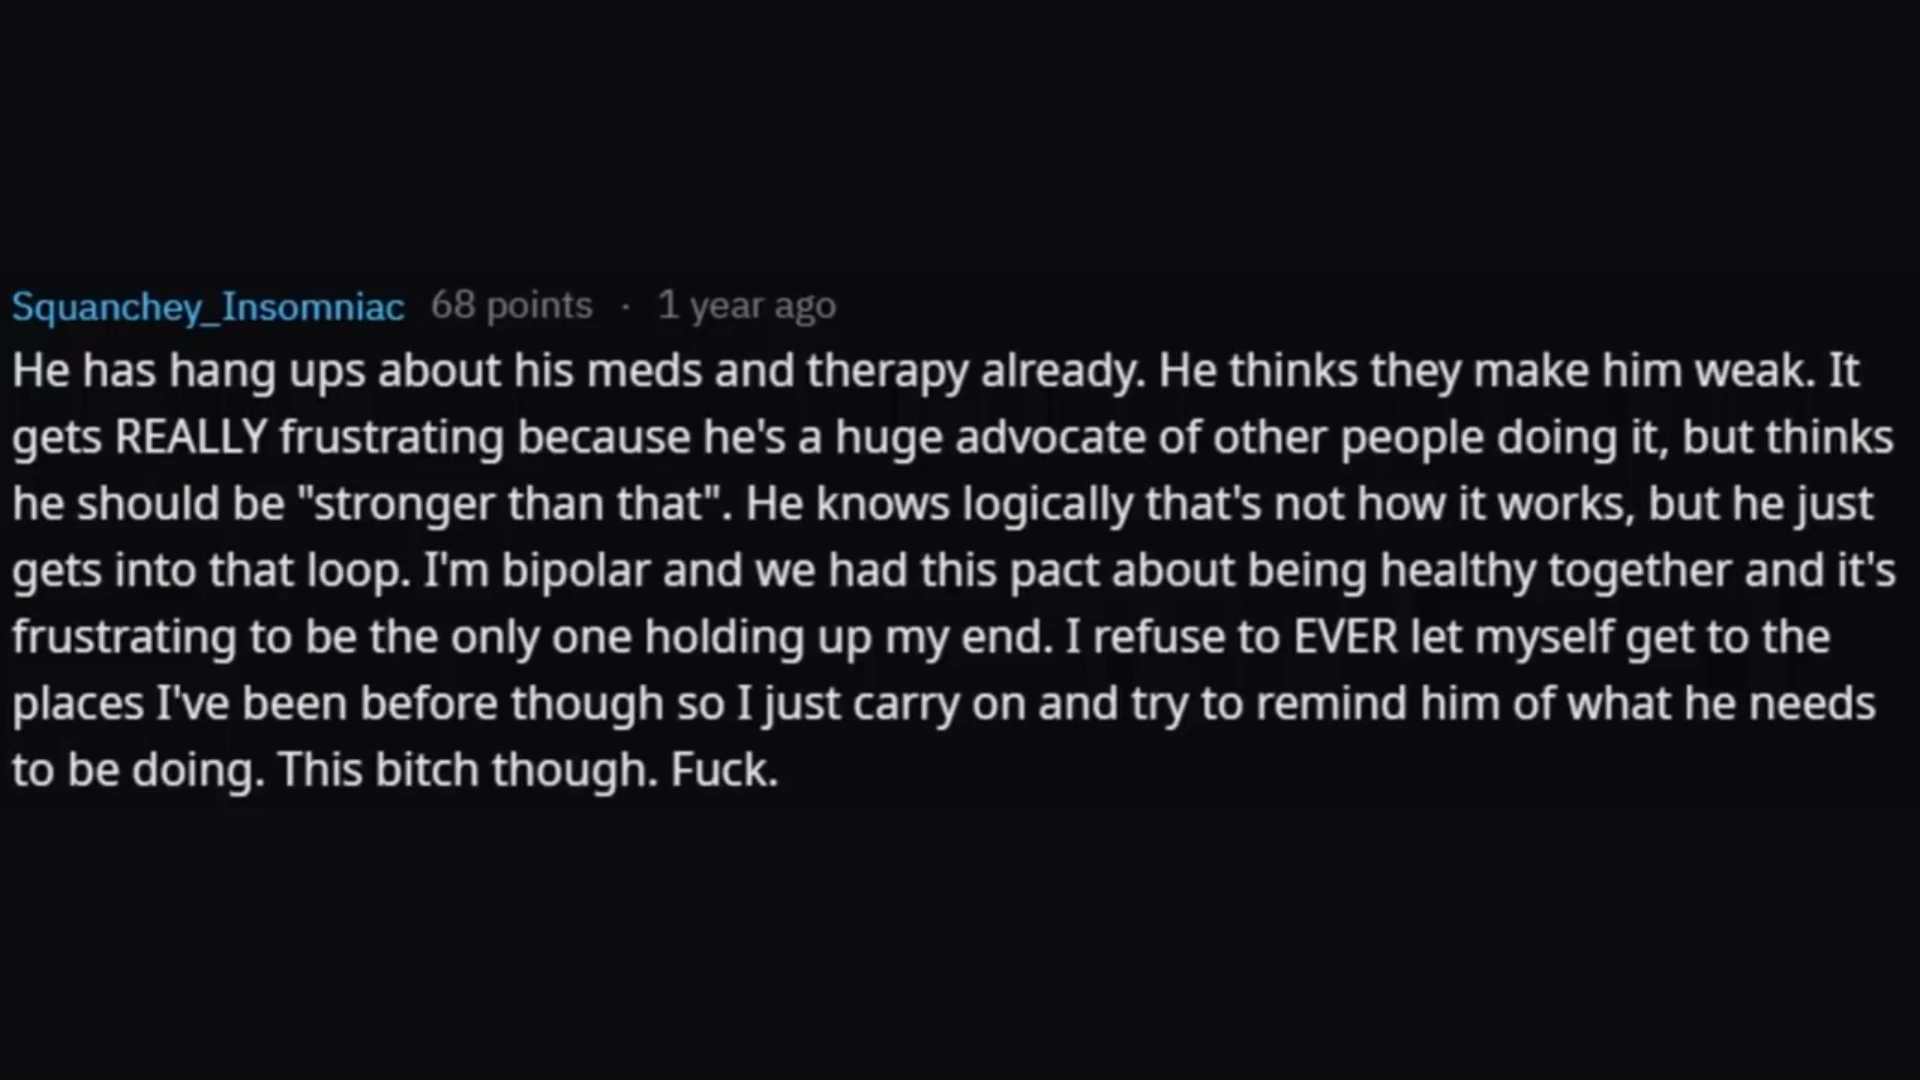 Squanchey_Insomniac 68 points · 1 year ago
He has hang ups about his meds and therapy already. He thinks they make him weak. It
gets REALLY frustrating because he's a huge advocate of other people doing it, but thinks
he should be "stronger than that". He knows logically that's not how it works, but he just
gets into that loop. I'm bipolar and we had this pact about being healthy together and it's
frustrating to be the only one holding up my end. I refuse to EVER let myself get to the
places I've been before though so I just carry on and try to remind him of what he needs
to be doing. This bitch though. Fuck.